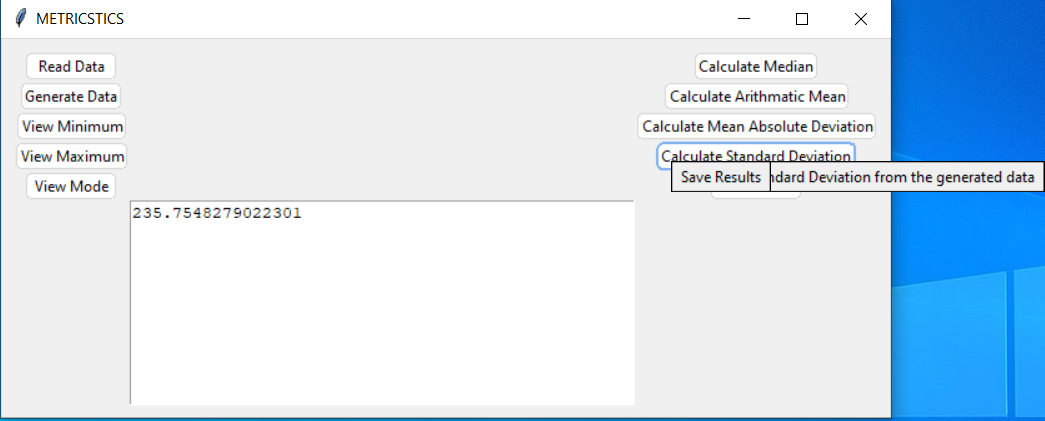 METRICSTICS
Read Data
Generate Data
View Minimum
View Maximum
View Mode
235.7548279022301
Calculate Median
Calculate Arithmatic Mean
Calculate Mean Absolute Deviation
Calculate Standard Deviation
Save Results
Deviation from the generated data